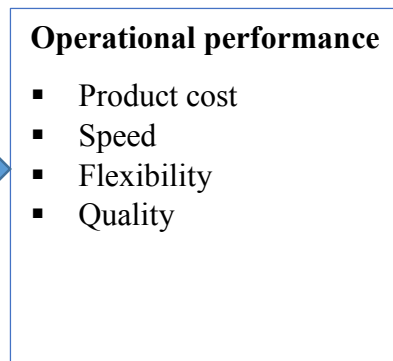 Operational performance
▪ Product cost
▪ Speed
▪ Flexibility
▪ Quality